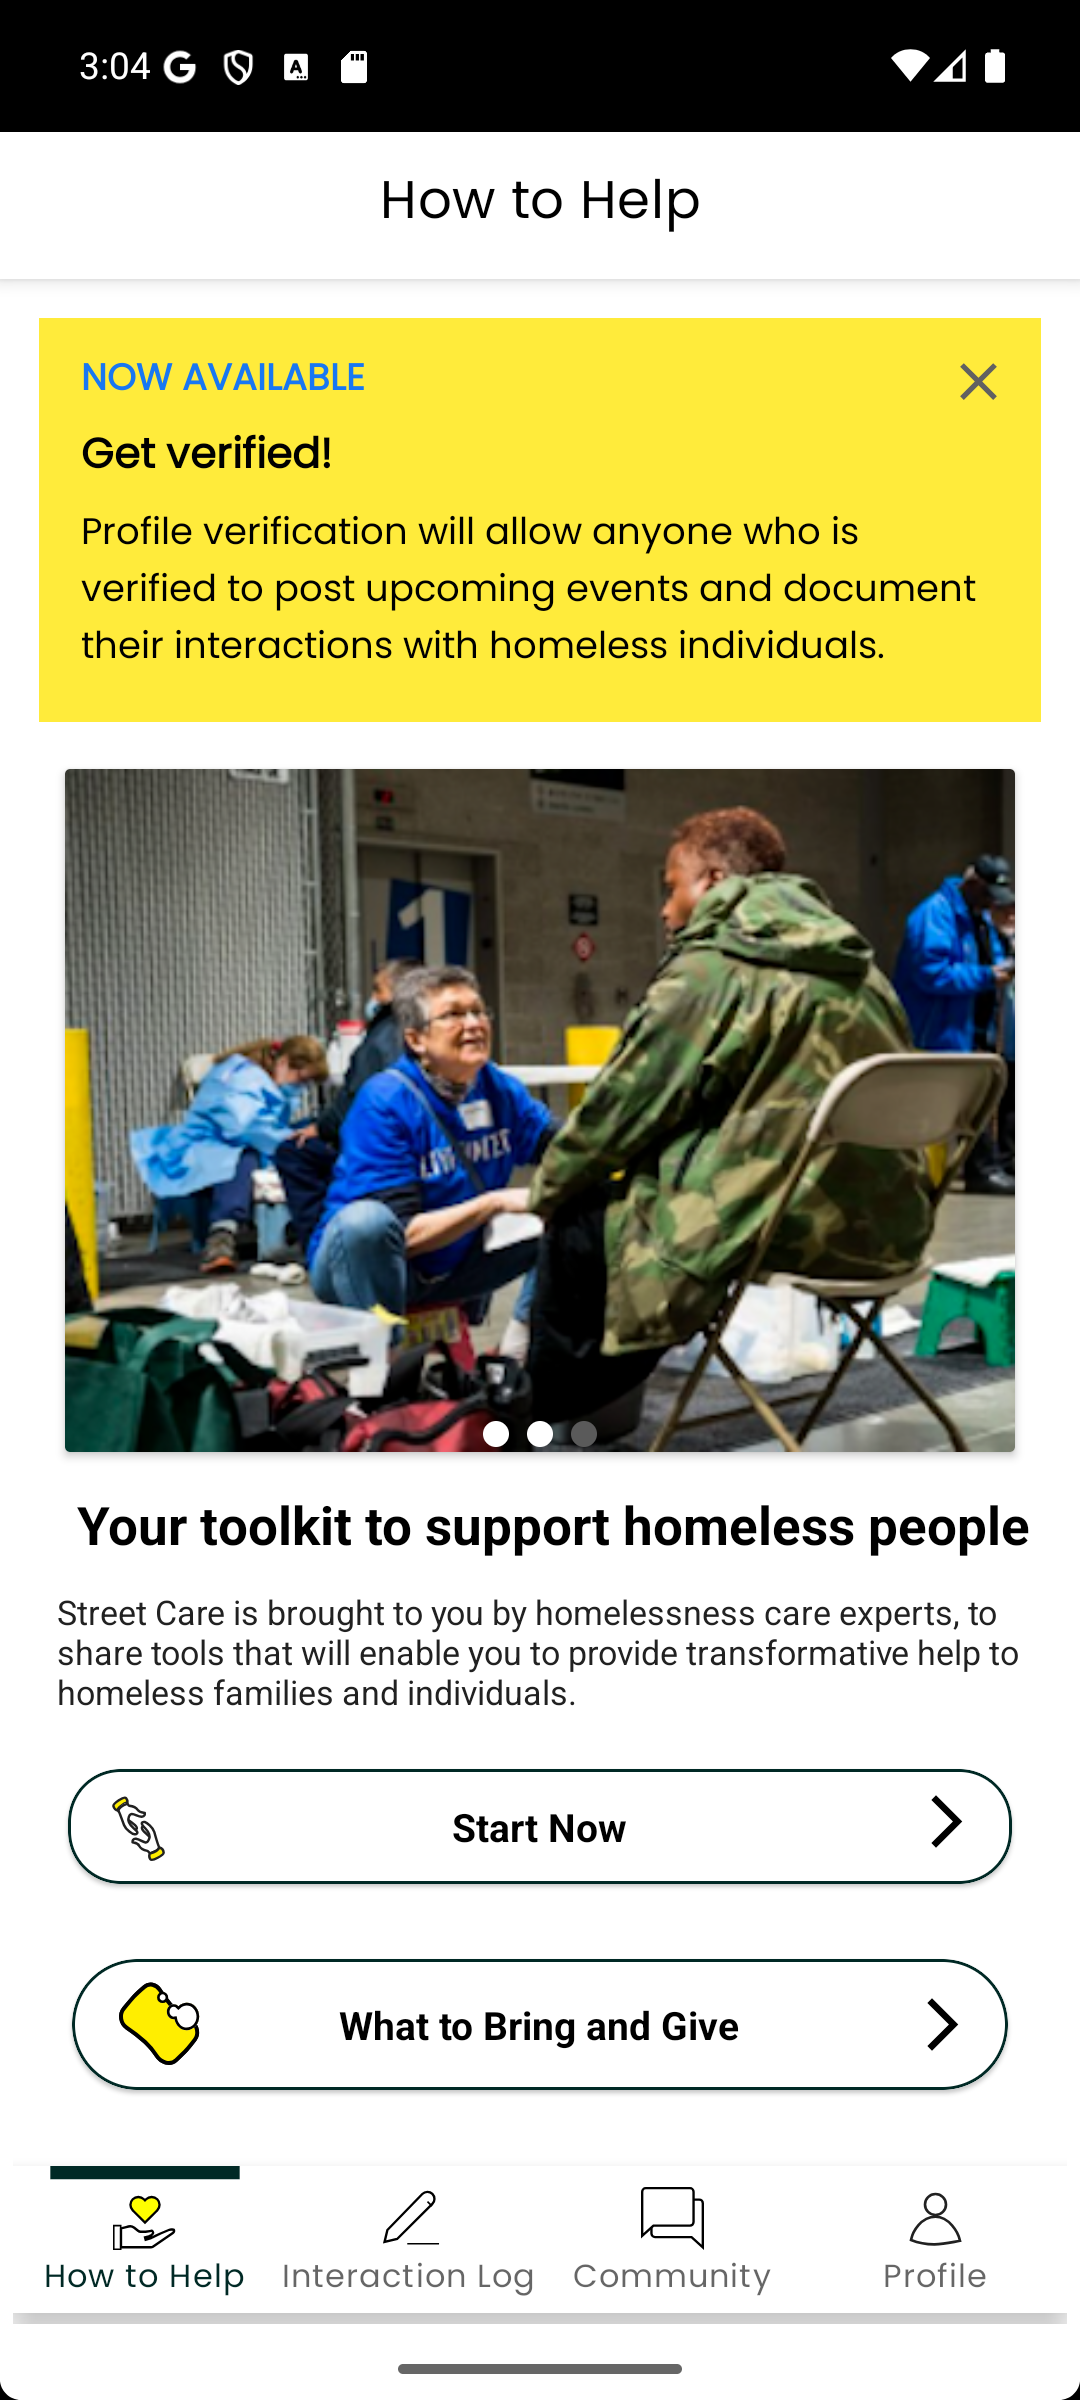 3:04
How to Help
NOW AVAILABLE
Get verified!
Profile verification will allow anyone who is
verified to post upcoming events and document
their interactions with homeless individuals.
1
Your toolkit to support homeless people
Street Care is brought to you by homelessness care experts, to
share tools that will enable you to provide transformative help to
homeless families and individuals.
Start Now
What to Bring and Give
How to Help
Interaction Log
Community
Profile